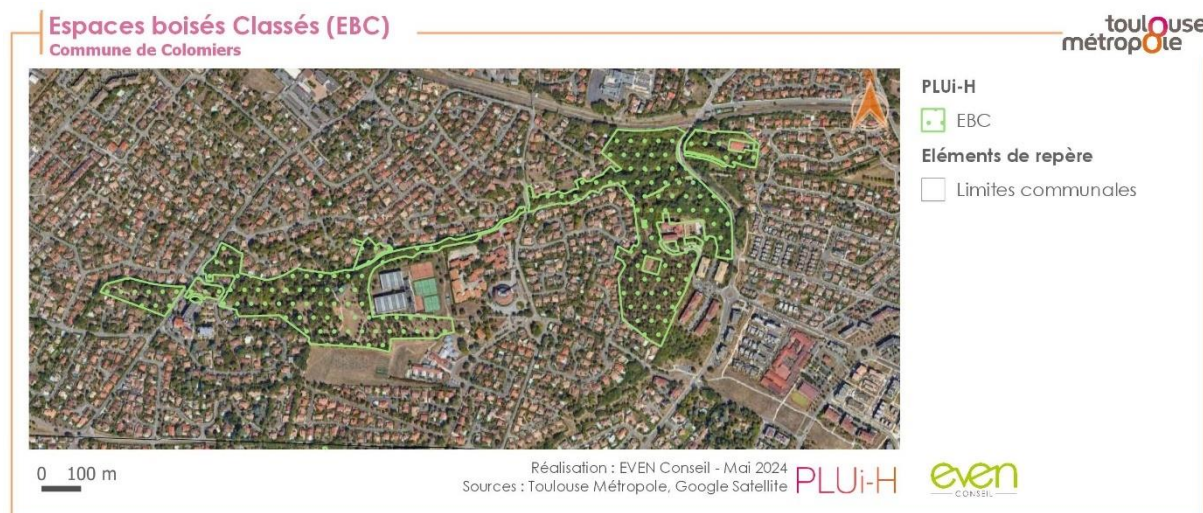 Espaces boisés Classés (EBC)
Commune de Colomiers
toulouse
métropole
PLUi-H
EBC
Eléments de repère
Limites communales
0 100 m
Réalisation : EVEN Conseil - Mai 2024
Sources : Toulouse Métropole, Google Satellite
PLUi-H
even
CONSEIL